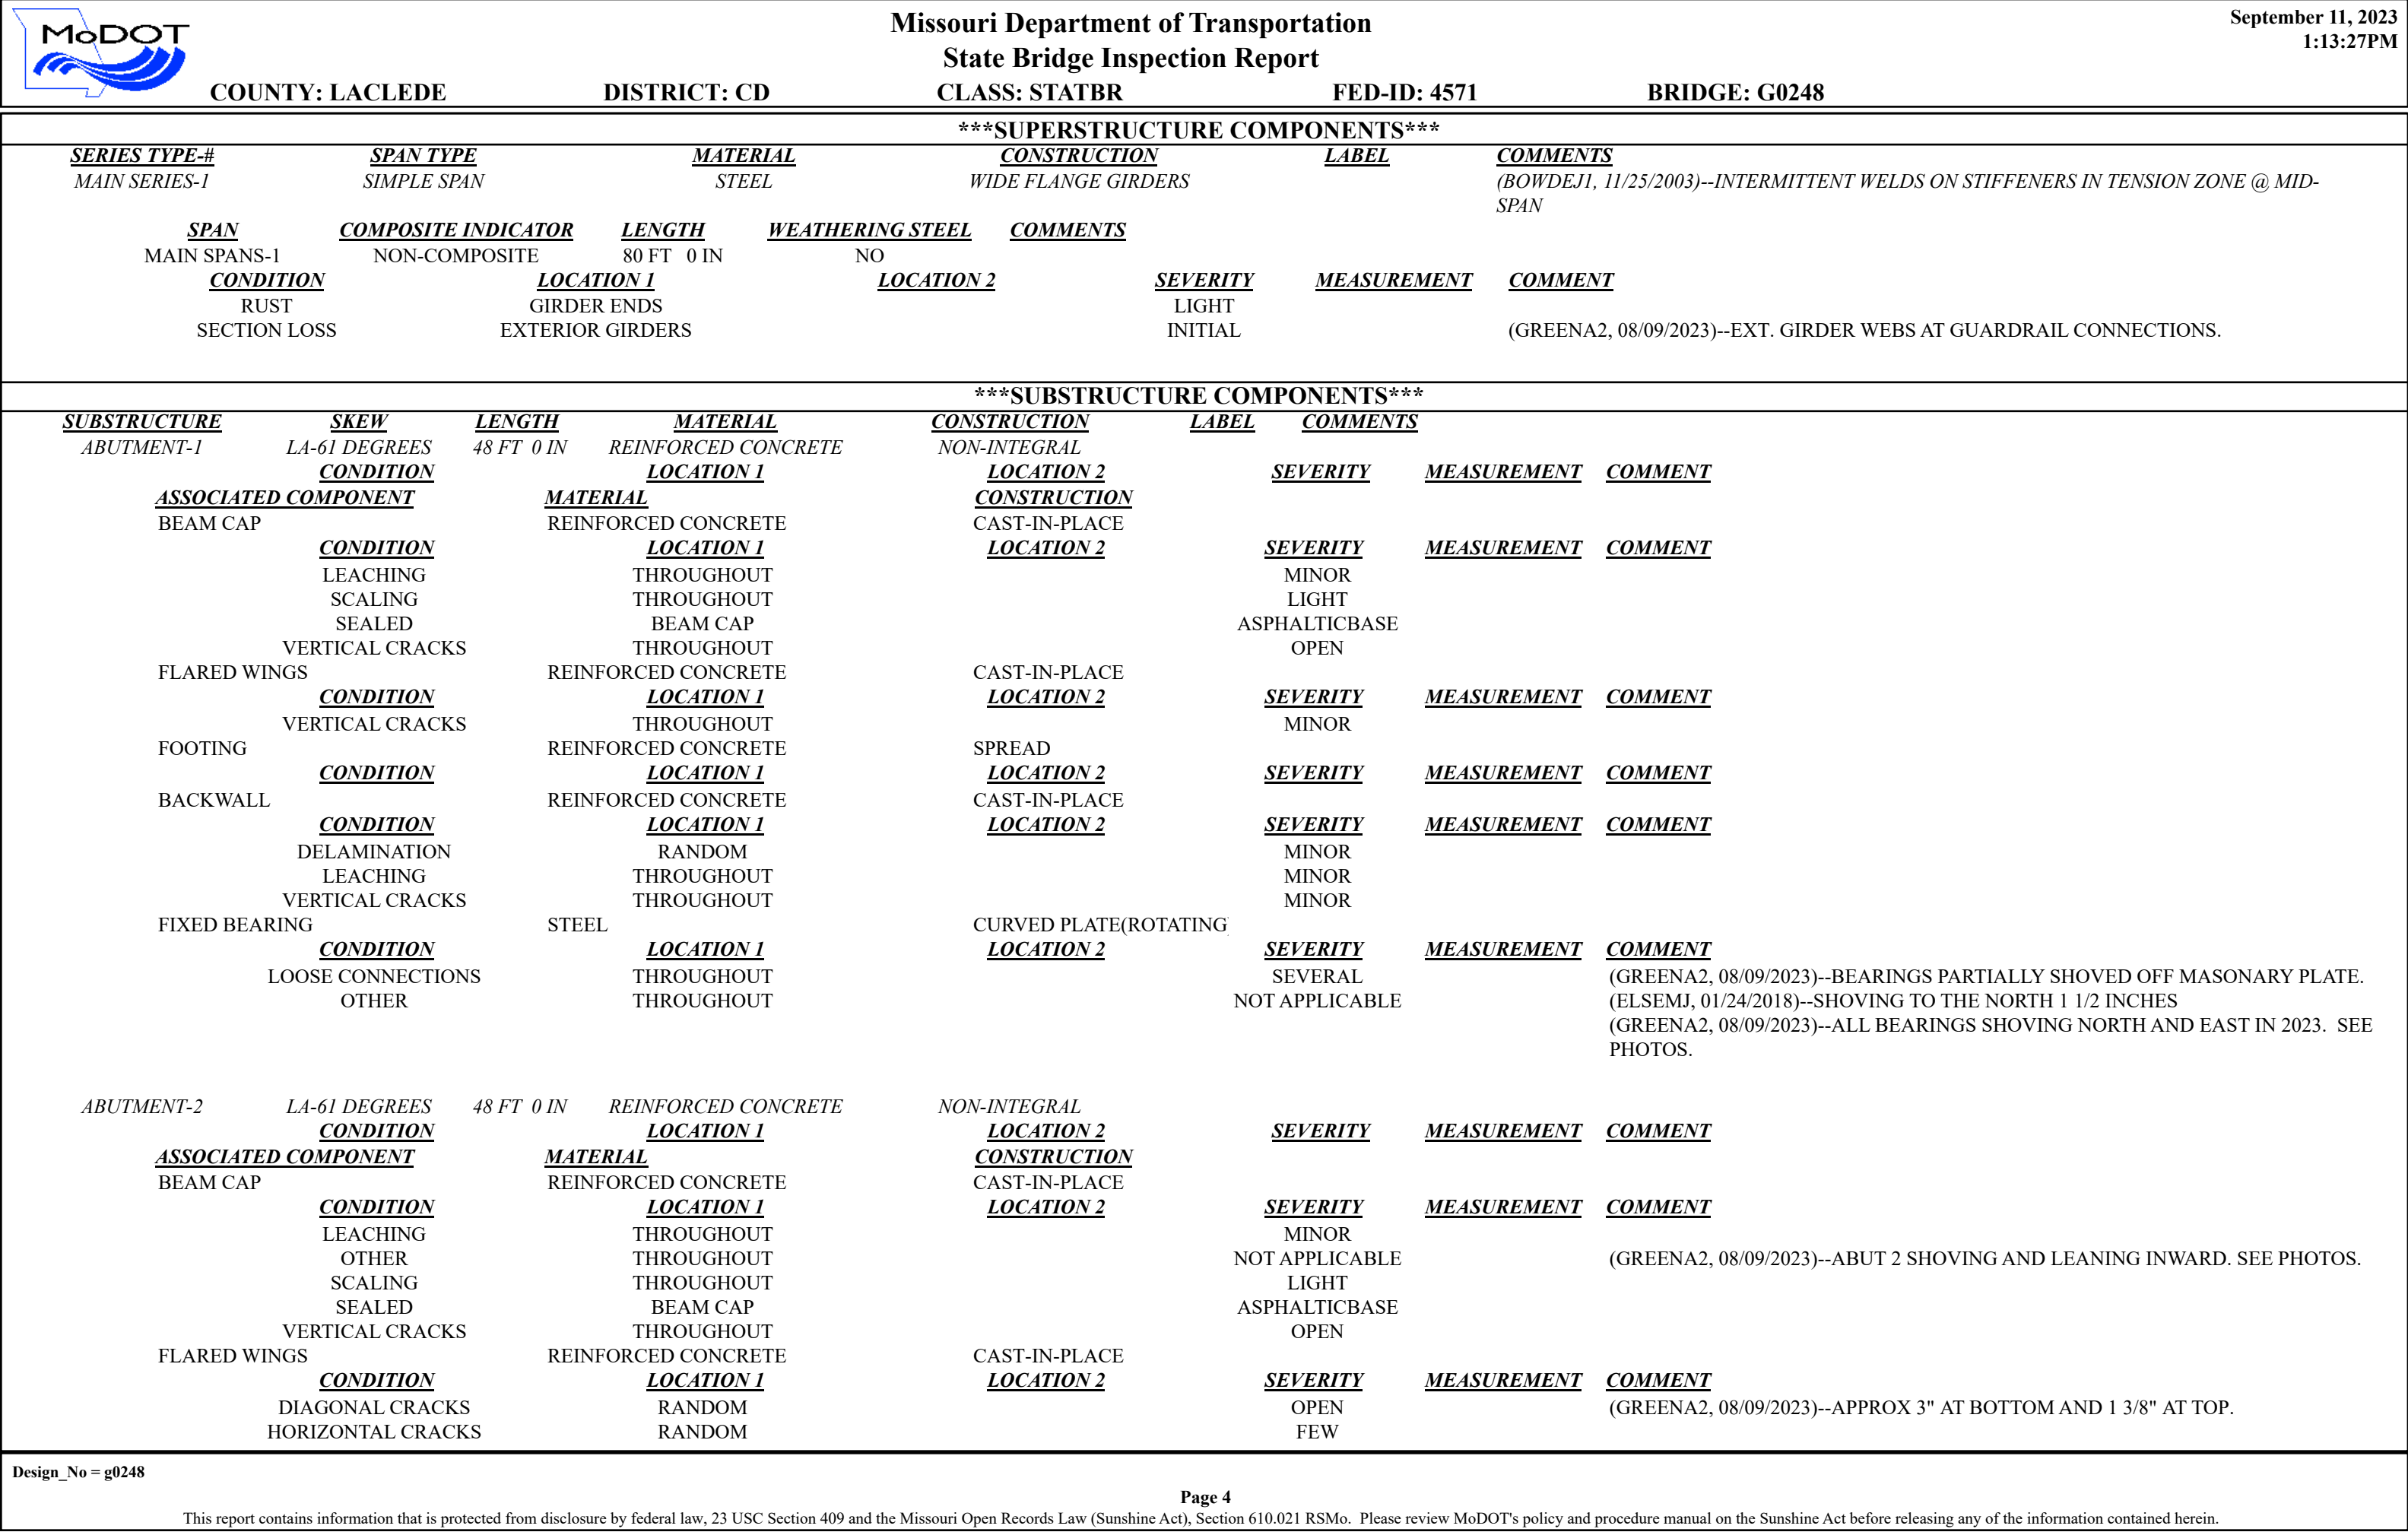 MoDOT
Missouri Department of Transportation
State Bridge Inspection Report
September 11, 2023
1:13:27PM
COUNTY: LACLEDE DISTRICT: CD CLASS: STATBR FED-ID: 4571 BRIDGE: G0248
***SUPERSTRUCTURE COMPONENTS***
SERIES TYPE-# SPAN TYPE MATERIAL CONSTRUCTION LABEL COMMENTS
MAIN SERIES-1 SIMPLE SPAN STEEL WIDE FLANGE GIRDERS (BOWDEJ1, 11/25/2003)--INTERMITTENT WELDS ON STIFFENERS IN TENSION ZONE @ MID-
SPAN
SPAN COMPOSITE INDICATOR LENGTH WEATHERING STEEL COMMENTS
MAIN SPANS-1 NON-COMPOSITE 80 FT 0 IN NO
CONDITION LOCATION 1 LOCATION 2 SEVERITY MEASUREMENT COMMENT
RUST GIRDER ENDS LIGHT
SECTION LOSS EXTERIOR GIRDERS INITIAL (GREENA2, 08/09/2023)--EXT. GIRDER WEBS AT GUARDRAIL CONNECTIONS.
***SUBSTRUCTURE COMPONENTS***
SUBSTRUCTURE SKEW LENGTH MATERIAL CONSTRUCTION LABEL COMMENTS
ABUTMENT-1 LA-61 DEGREES 48 FT 0 IN REINFORCED CONCRETE NON-INTEGRAL
CONDITION LOCATION 1 LOCATION 2 SEVERITY MEASUREMENT COMMENT
ASSOCIATED COMPONENT MATERIAL CONSTRUCTION
BEAM CAP REINFORCED CONCRETE CAST-IN-PLACE
CONDITION LOCATION 1 LOCATION 2 SEVERITY MEASUREMENT COMMENT
LEACHING THROUGHOUT MINOR
SCALING THROUGHOUT LIGHT
SEALED BEAM CAP ASPHALTICBASE
VERTICAL CRACKS THROUGHOUT OPEN
FLARED WINGS REINFORCED CONCRETE CAST-IN-PLACE
CONDITION LOCATION 1 LOCATION 2 SEVERITY MEASUREMENT COMMENT
VERTICAL CRACKS THROUGHOUT MINOR
FOOTING REINFORCED CONCRETE SPREAD
CONDITION LOCATION 1 LOCATION 2 SEVERITY MEASUREMENT COMMENT
BACKWALL REINFORCED CONCRETE CAST-IN-PLACE
CONDITION LOCATION 1 LOCATION 2 SEVERITY MEASUREMENT COMMENT
DELAMINATION RANDOM MINOR
LEACHING THROUGHOUT MINOR
VERTICAL CRACKS THROUGHOUT MINOR
FIXED BEARING STEEL CURVED PLATE(ROTATING)
CONDITION LOCATION 1 LOCATION 2 SEVERITY MEASUREMENT COMMENT
LOOSE CONNECTIONS THROUGHOUT SEVERAL (GREENA2, 08/09/2023)--BEARINGS PARTIALLY SHOVED OFF MASONARY PLATE.
OTHER THROUGHOUT NOT APPLICABLE (ELSEMJ, 01/24/2018)--SHOVING TO THE NORTH 1 1/2 INCHES
(GREENA2, 08/09/2023)--ALL BEARINGS SHOVING NORTH AND EAST IN 2023. SEE
PHOTOS.
ABUTMENT-2 LA-61 DEGREES 48 FT 0 IN REINFORCED CONCRETE NON-INTEGRAL
CONDITION LOCATION 1 LOCATION 2 SEVERITY MEASUREMENT COMMENT
ASSOCIATED COMPONENT MATERIAL CONSTRUCTION
BEAM CAP REINFORCED CONCRETE CAST-IN-PLACE
CONDITION LOCATION 1 LOCATION 2 SEVERITY MEASUREMENT COMMENT
LEACHING THROUGHOUT MINOR
OTHER THROUGHOUT NOT APPLICABLE (GREENA2, 08/09/2023)--ABUT 2 SHOVING AND LEANING INWARD. SEE PHOTOS.
SCALING THROUGHOUT LIGHT
SEALED BEAM CAP ASPHALTICBASE
VERTICAL CRACKS THROUGHOUT OPEN
FLARED WINGS REINFORCED CONCRETE CAST-IN-PLACE
CONDITION LOCATION 1 LOCATION 2 SEVERITY MEASUREMENT COMMENT
DIAGONAL CRACKS RANDOM OPEN (GREENA2, 08/09/2023)--APPROX 3" AT BOTTOM AND 1 3/8" AT TOP.
HORIZONTAL CRACKS RANDOM FEW
Design_No = g0248
Page 4
This report contains information that is protected from disclosure by federal law, 23 USC Section 409 and the Missouri Open Records Law (Sunshine Act), Section 610.021 RSMo. Please review MoDOT's policy and procedure manual on the Sunshine Act before releasing any of the information contained herein.